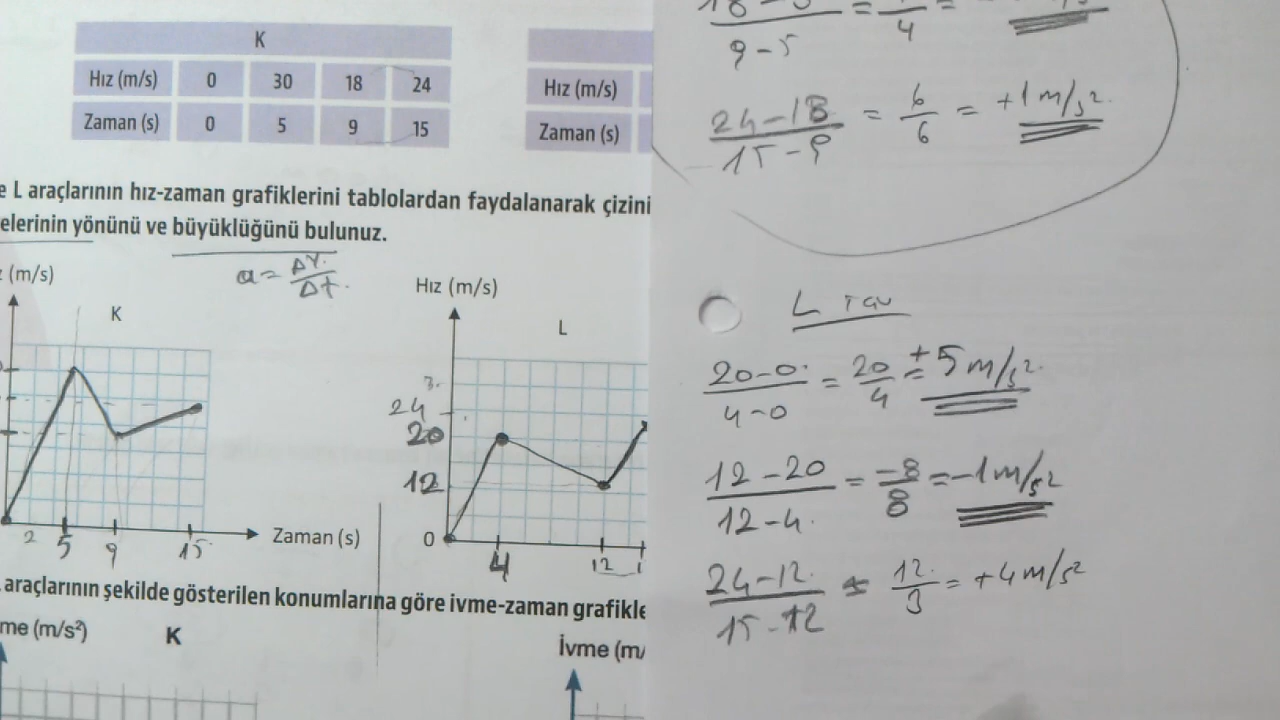 K
Hız (m/s) 0 30 18 24
Zaman (s) 0 5 9 15
Hız (m/s)
Zaman (s)
e L araçlarının hız-zaman grafiklerini tablolardan faydalanarak çizini
elerinin yönünü ve büyüklüğünü bulunuz.
a = ΔV / Δt
(m/s)
K
2 5 9 15
Zaman (s)
Hız (m/s)
L
24
20
12
0
4 12 1
araçlarının şekilde gösterilen konumlarına göre ivme-zaman grafikle
me (m/s²)
K
İvme (m/
9-5 4
24-18 / 15-9 = 6/6 = +1 m/s²
L
20-0 / 4-0 = 20/4 = +5 m/s²
12-20 / 12-4 = -8/8 = -1 m/s²
24-12 / 15-12 = 12/3 = +4 m/s²